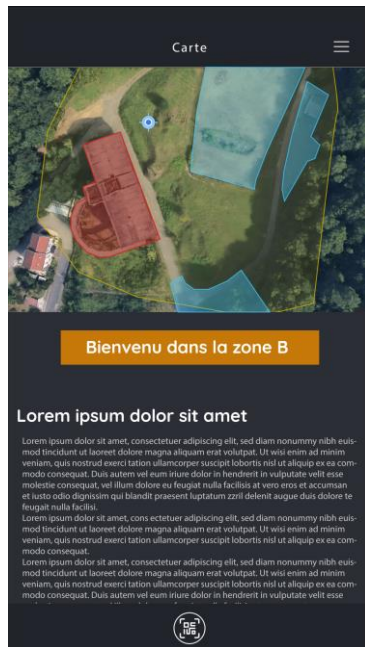 Carte
Bienvenu dans la zone B
Lorem ipsum dolor sit amet
Lorem ipsum dolor sit amet, consectetuer adipiscing elit, sed diam nonummy nibh euis-
mod tincidunt ut laoreet dolore magna aliquam erat volutpat. Ut wisi enim ad minim
veniam, quis nostrud exerci tation ullamcorper suscipit lobortis nisl ut aliquip ex ea com-
modo consequat. Duis autem vel eum iriure dolor in hendrerit in vulputate velit esse
molestie consequat, vel illum dolore eu feugiat nulla facilisis at vero eros et accumsan
et iusto odio dignissim qui blandit praesent luptatum zzril delenit augue duis dolore te
feugait nulla facilisi.
Lorem ipsum dolor sit amet, cons ectetuer adipiscing elit, sed diam nonummy nibh euis-
mod tincidunt ut laoreet dolore magna aliquam erat volutpat. Ut wisi enim ad minim
veniam, quis nostrud exerci tation ullamcorper suscipit lobortis nisl ut aliquip ex ea com-
modo consequat.
Lorem ipsum dolor sit amet, consectetuer adipiscing elit, sed diam nonummy nibh euis-
mod tincidunt ut laoreet dolore magna aliquam erat volutpat. Ut wisi enim ad minim
veniam, quis nostrud exerci tation ullamcorper suscipit lobortis nisl ut aliquip ex ea com-
modo consequat. Duis autem vel eum iriure dolor in hendrerit in vulputate velit esse